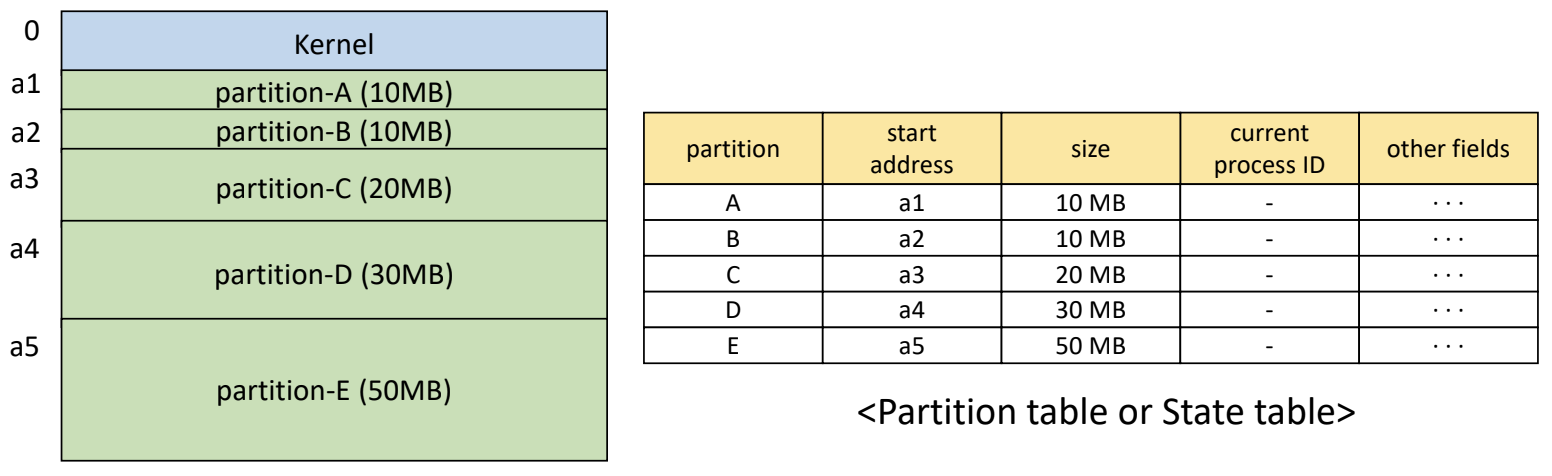 0
Kernel
a1
partition-A (10MB)
a2
partition-B (10MB)
a3
partition-C (20MB)
a4
partition-D (30MB)
a5
partition-E (50MB)
partition start address size current process ID other fields
A a1 10 MB - · · ·
B a2 10 MB - · · ·
C a3 20 MB - · · ·
D a4 30 MB - · · ·
E a5 50 MB - · · ·
<Partition table or State table>